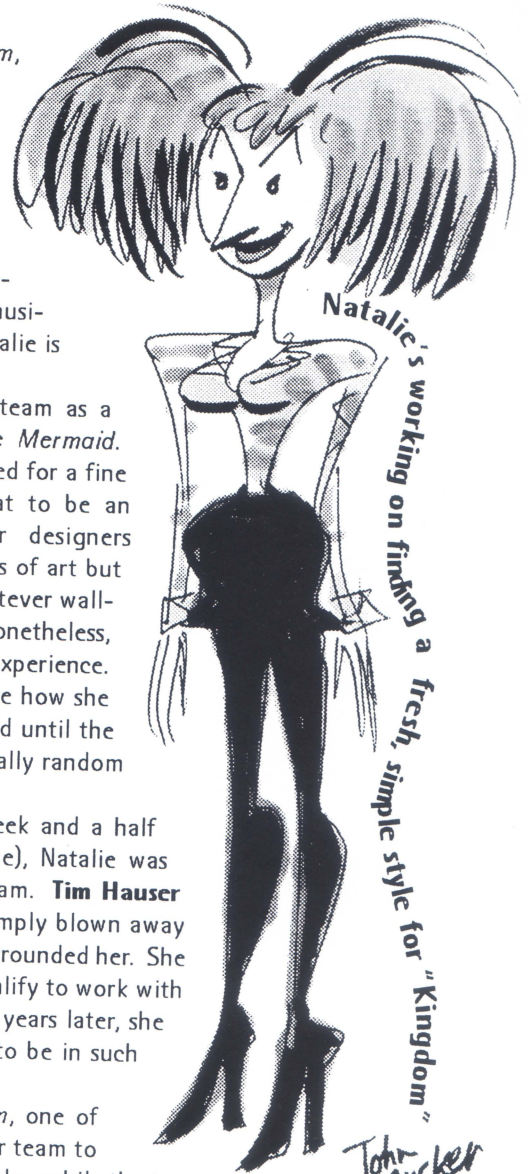 m,
-
usi-
alie is
team as a
e Mermaid.
ed for a fine
at to be an
r designers
s of art but
tever wall-
onetheless,
xperience.
e how she
d until the
ally random
eek and a half
e), Natalie was
am. Tim Hauser
mply blown away
rounded her. She
alify to work with
years later, she
to be in such
n, one of
r team to
Natalie's working on finding a fresh, simple style for "Kingdom"
John